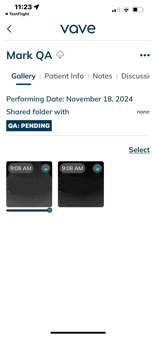 11:23
TestFlight
vave
Mark QA
Gallery Patient Info Notes Discussi
Performing Date: November 18, 2024
Shared folder with none
QA: PENDING
Select
9:08 AM 9:08 AM